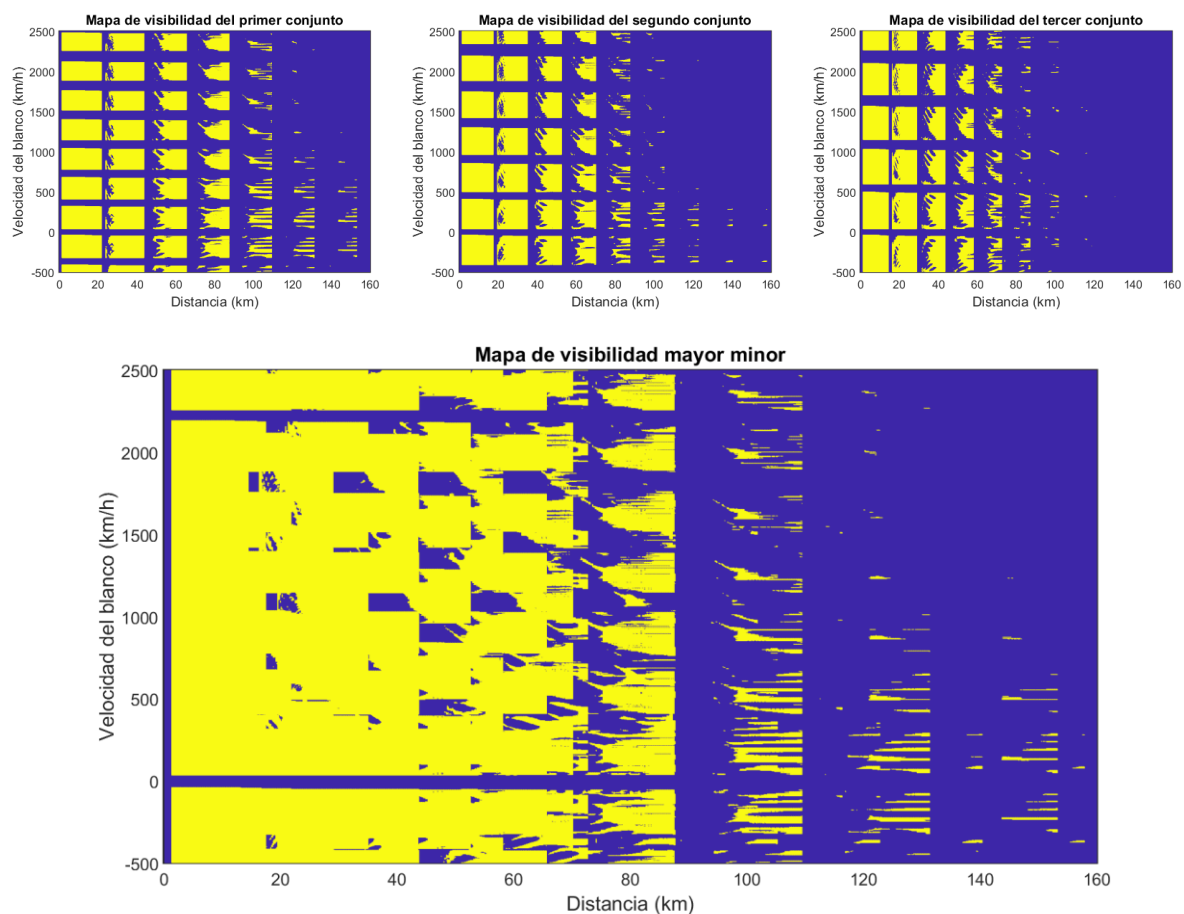 Mapa de visibilidad del primer conjunto
2500
2000
1500
1000
500
0
-500
Velocidad del blanco (km/h)
0 20 40 60 80 100 120 140 160
Distancia (km)
Mapa de visibilidad del segundo conjunto
2500
2000
1500
1000
500
0
-500
Velocidad del blanco (km/h)
0 20 40 60 80 100 120 140 160
Distancia (km)
Mapa de visibilidad del tercer conjunto
2500
2000
1500
1000
500
0
-500
Velocidad del blanco (km/h)
0 20 40 60 80 100 120 140 160
Distancia (km)
Mapa de visibilidad mayor minor
2500
2000
1500
1000
500
0
-500
Velocidad del blanco (km/h)
0 20 40 60 80 100 120 140 160
Distancia (km)